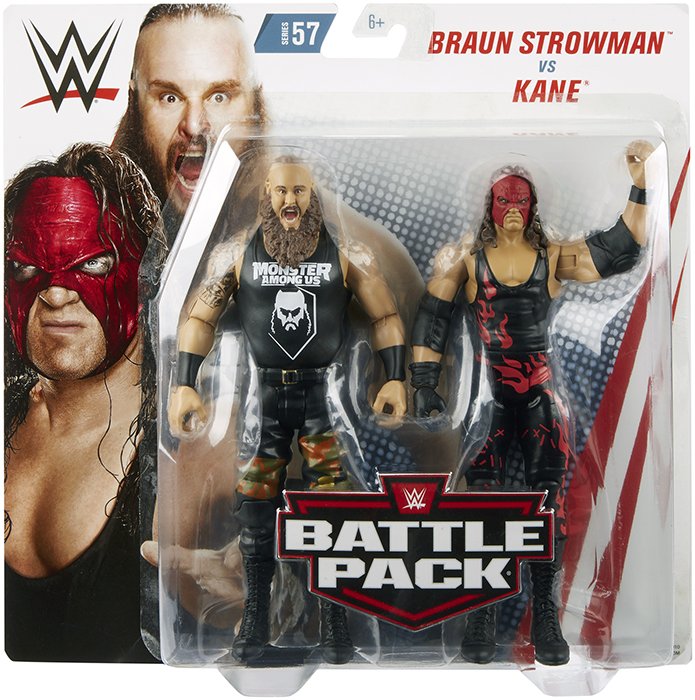 W
SERIES 57
6+
BRAUN STROWMAN™
VS
KANE®
MONSTER
AMONG US
W
BATTLE
PACK®